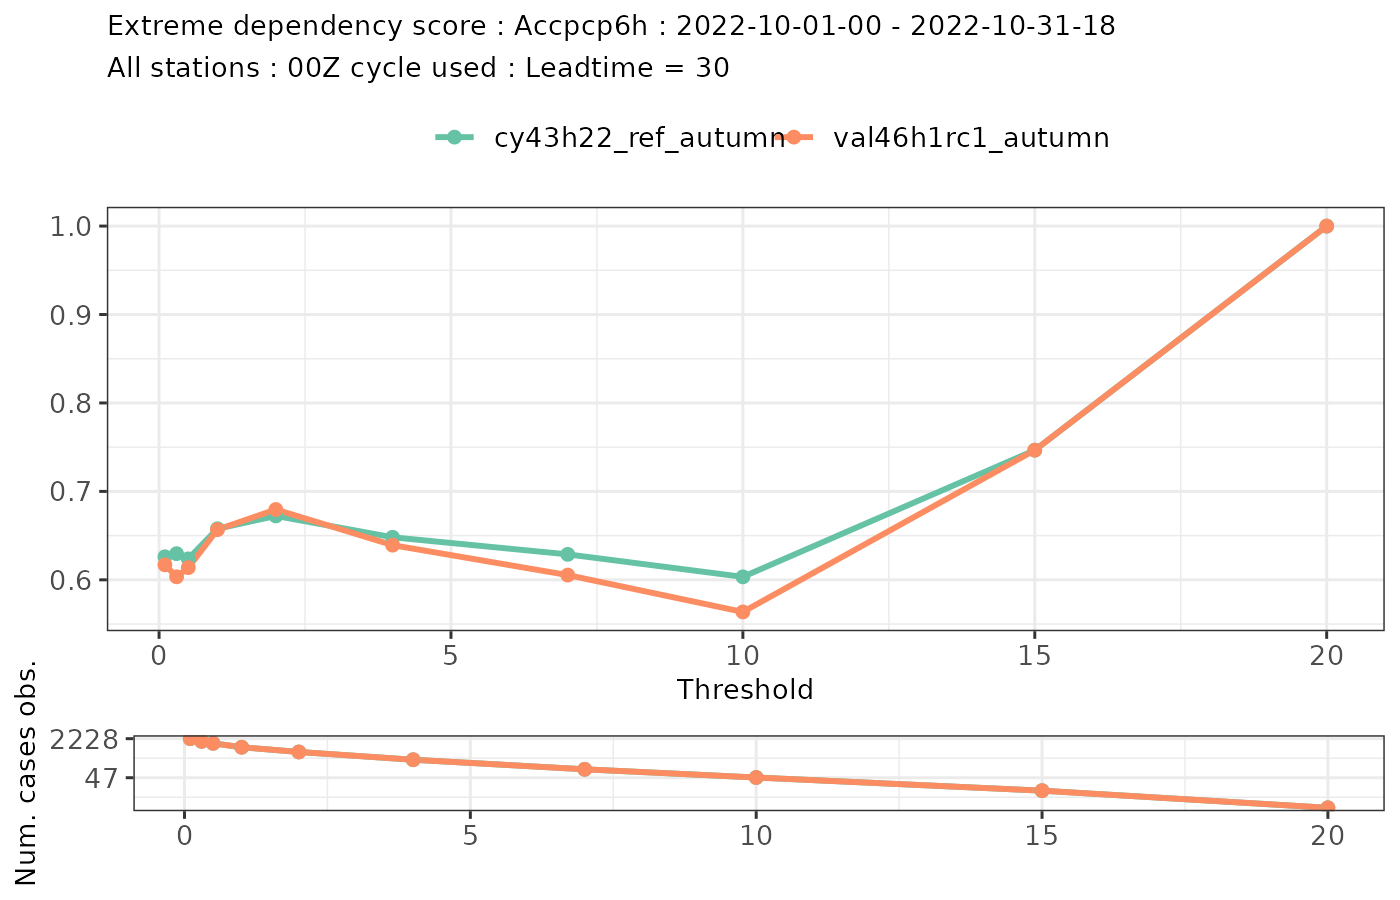 Extreme dependency score : Accpcp6h : 2022-10-01-00 - 2022-10-31-18
All stations : 00Z cycle used : Leadtime = 30
cy43h22_ref_autumn val46h1rc1_autumn
1.0
0.9
0.8
0.7
0.6
0 5 10 15 20
Threshold
Num. cases obs.
2228
47
0 5 10 15 20